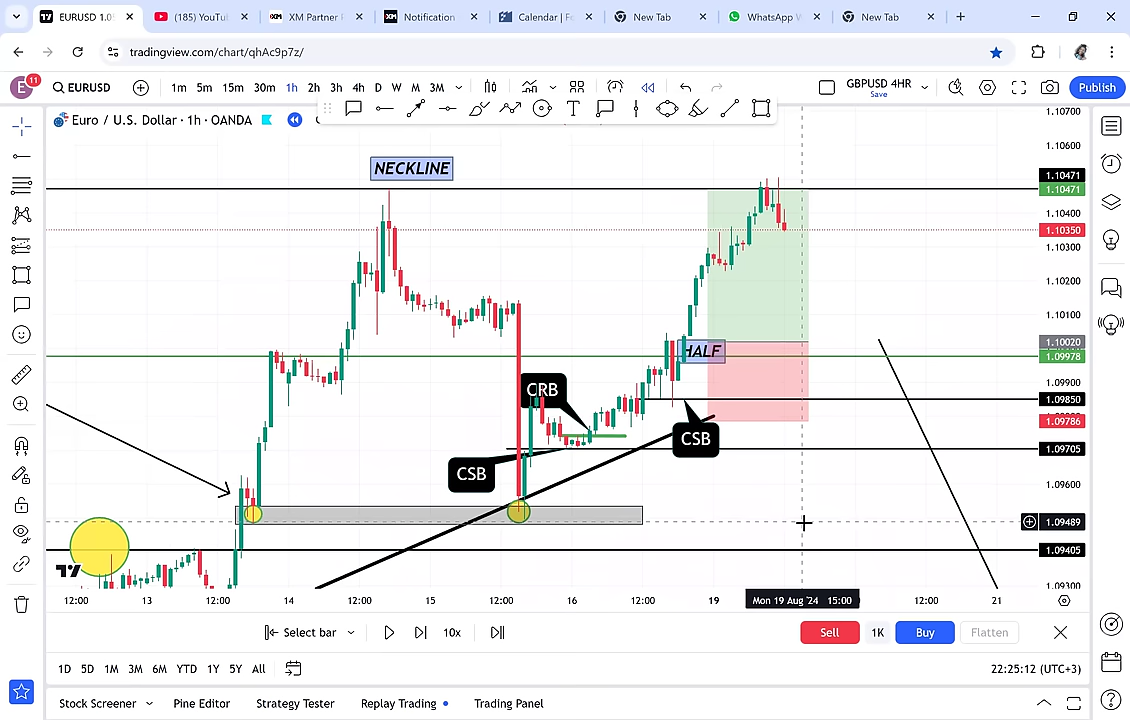 EURUSD 1.0
(185) YouTu
XM Partner
Notification
Calendar | F
New Tab
WhatsApp
New Tab
tradingview.com/chart/qhAc9p7z/
E 11 EURUSD 1m 5m 15m 30m 1h 2h 3h 4h D W M 3M GBPUSD 4HR Save Publish
Euro / U.S. Dollar · 1h · OANDA
NECKLINE
HALF
CRB
CSB
CSB
1.10700
1.10600
1.10471
1.10471
1.10400
1.10350
1.10300
1.10200
1.10100
1.10020
1.09978
1.09900
1.09850
1.09786
1.09705
1.09600
1.09489
1.09405
1.09300
12:00 13 12:00 14 12:00 15 12:00 16 12:00 19 Mon 19 Aug '24 15:00 12:00 21
Select bar 10x Sell 1K Buy Flatten
1D 5D 1M 3M 6M YTD 1Y 5Y All 22:25:12 (UTC+3)
Stock Screener Pine Editor Strategy Tester Replay Trading Trading Panel